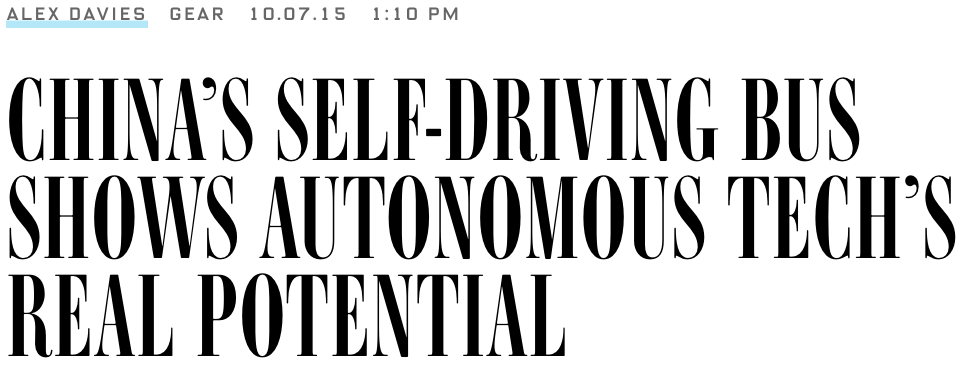 ALEX DAVIES GEAR 10.07.15 1:10 PM
CHINA’S SELF-DRIVING BUS
SHOWS AUTONOMOUS TECH’S
REAL POTENTIAL